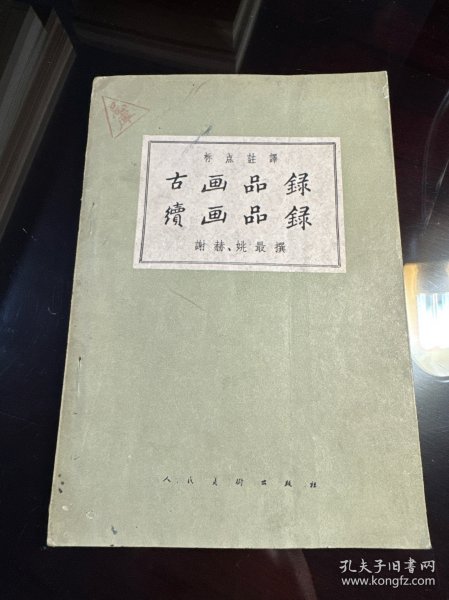 标点註譯
古画品録
續画品録
謝赫、姚最撰
人民美術出版社
孔夫子旧书网
www.kongfz.com